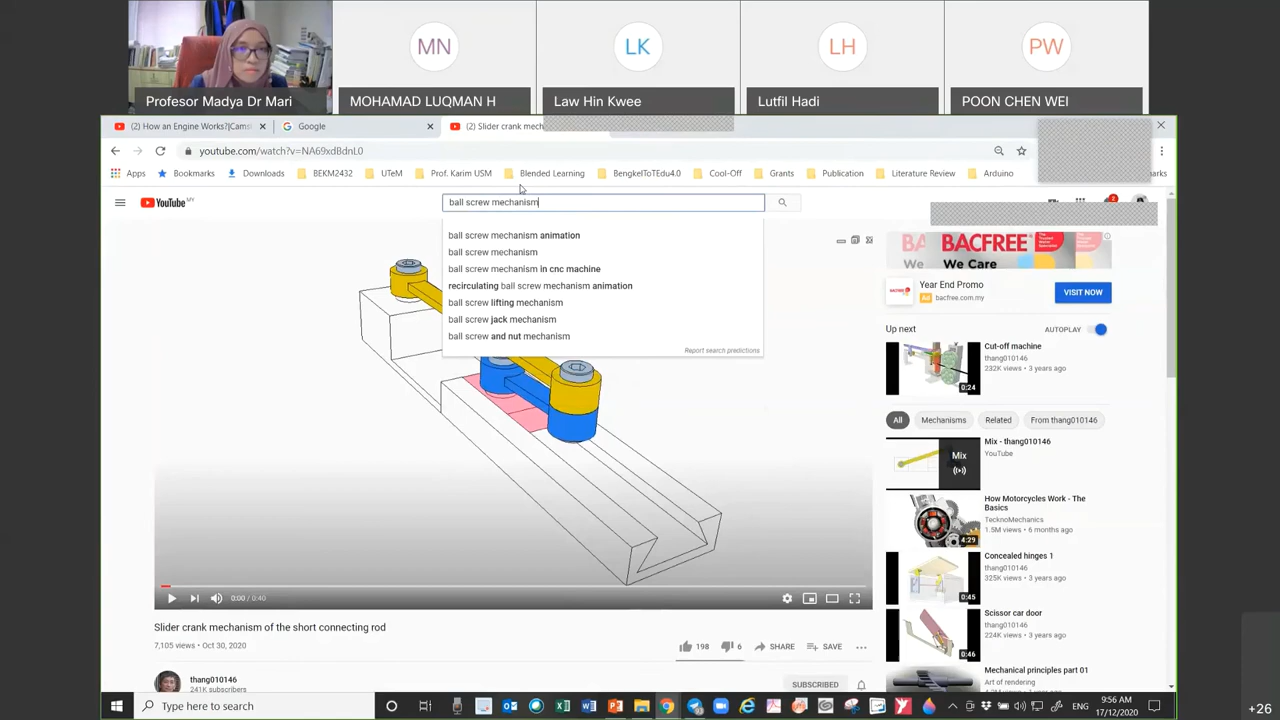 MN
LK
LH
PW
Profesor Madya Dr Mari
MOHAMAD LUQMAN H
Law Hin Kwee
Lutfil Hadi
POON CHEN WEI
(2) How an Engine Works?|Camsh
Google
(2) Slider crank mech
youtube.com/watch?v=NA69xdBdnL0
Apps
Bookmarks
Downloads
BEKM2432
UTeM
Prof. Karim USM
Blended Learning
BengkelToTEdu4.0
Cool-Off
Grants
Publication
Literature Review
Arduino
YouTube MY
ball screw mechanism
2
ball screw mechanism animation
ball screw mechanism
ball screw mechanism in cnc machine
recirculating ball screw mechanism animation
ball screw lifting mechanism
ball screw jack mechanism
ball screw and nut mechanism
Report search predictions
BACFREE
We Care
Year End Promo
Ad bacfree.com.my
VISIT NOW
Up next
AUTOPLAY
Cut-off machine
thang010146
232K views • 3 years ago
0:24
All
Mechanisms
Related
From thang010146
Mix - thang010146
YouTube
Mix
How Motorcycles Work - The
Basics
TecknoMechanics
1.5M views • 6 months ago
4:29
Concealed hinges 1
thang010146
325K views • 3 years ago
0:45
Scissor car door
thang010146
224K views • 3 years ago
0:46
Mechanical principles part 01
Art of rendering
0:00 / 0:40
Slider crank mechanism of the short connecting rod
7,105 views • Oct 30, 2020
198
6
SHARE
SAVE
thang010146
241K subscribers
SUBSCRIBED
Type here to search
ENG
9:56 AM
17/12/2020
+26